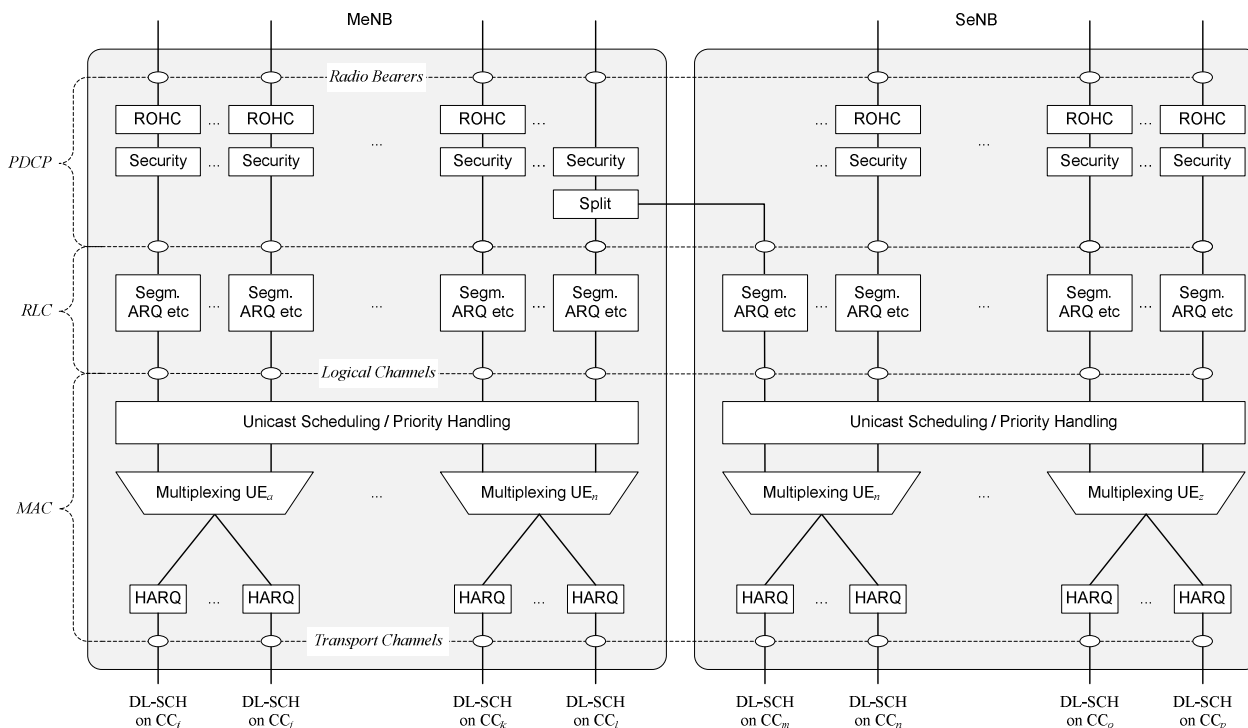 MeNB SeNB
Radio Bearers
ROHC ... ROHC ROHC ... ... ROHC ROHC ... ROHC
... ...
PDCP
Security ... Security Security ... Security ... Security Security ... Security
Split
RLC
Segm. ARQ etc ... Segm. ARQ etc ... Segm. ARQ etc ... Segm. ARQ etc Segm. ARQ etc ... Segm. ARQ etc ... Segm. ARQ etc ... Segm. ARQ etc
Logical Channels
Unicast Scheduling / Priority Handling Unicast Scheduling / Priority Handling
MAC
Multiplexing UEa ... Multiplexing UEn Multiplexing UEn ... Multiplexing UEz
HARQ ... HARQ HARQ ... HARQ HARQ ... HARQ HARQ ... HARQ
Transport Channels
DL-SCH DL-SCH DL-SCH DL-SCH DL-SCH DL-SCH DL-SCH DL-SCH
on CCi on CCj on CCk on CCl on CCm on CCn on CCo on CCp